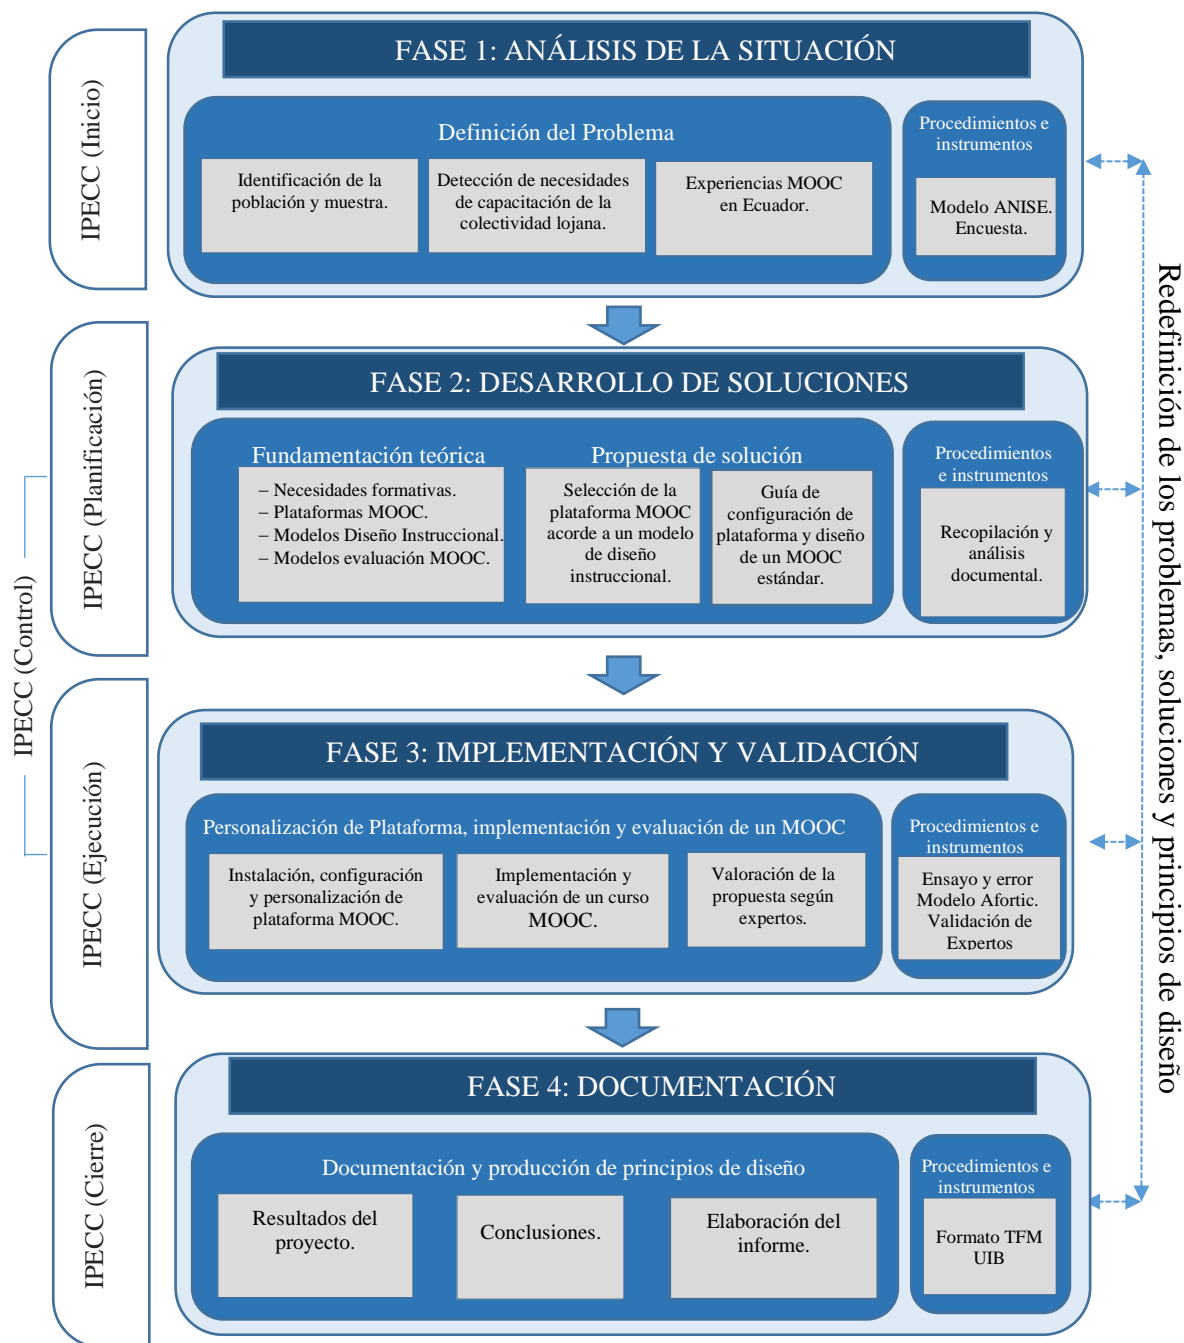 IPECC (Inicio)
FASE 1: ANÁLISIS DE LA SITUACIÓN
Definición del Problema
Identificación de la
población y muestra.
Detección de necesidades
de capacitación de la
colectividad lojana.
Experiencias MOOC
en Ecuador.
Procedimientos e
instrumentos
Modelo ANISE.
Encuesta.
IPECC (Control)
IPECC (Planificación)
FASE 2: DESARROLLO DE SOLUCIONES
Fundamentación teórica
– Necesidades formativas.
– Plataformas MOOC.
– Modelos Diseño Instruccional.
– Modelos evaluación MOOC.
Propuesta de solución
Selección de la
plataforma MOOC
acorde a un modelo
de diseño
instruccional.
Guía de
configuración de
plataforma y diseño
de un MOOC
estándar.
Procedimientos
e instrumentos
Recopilación y
análisis
documental.
IPECC (Ejecución)
FASE 3: IMPLEMENTACIÓN Y VALIDACIÓN
Personalización de Plataforma, implementación y evaluación de un MOOC
Instalación, configuración
y personalización de
plataforma MOOC.
Implementación y
evaluación de un curso
MOOC.
Valoración de la
propuesta según
expertos.
Procedimientos e
instrumentos
Ensayo y error
Modelo Afortic.
Validación de
Expertos
IPECC (Cierre)
FASE 4: DOCUMENTACIÓN
Documentación y producción de principios de diseño
Resultados del
proyecto.
Conclusiones.
Elaboración del
informe.
Procedimientos e
instrumentos
Formato TFM
UIB
Redefinición de los problemas, soluciones y principios de diseño